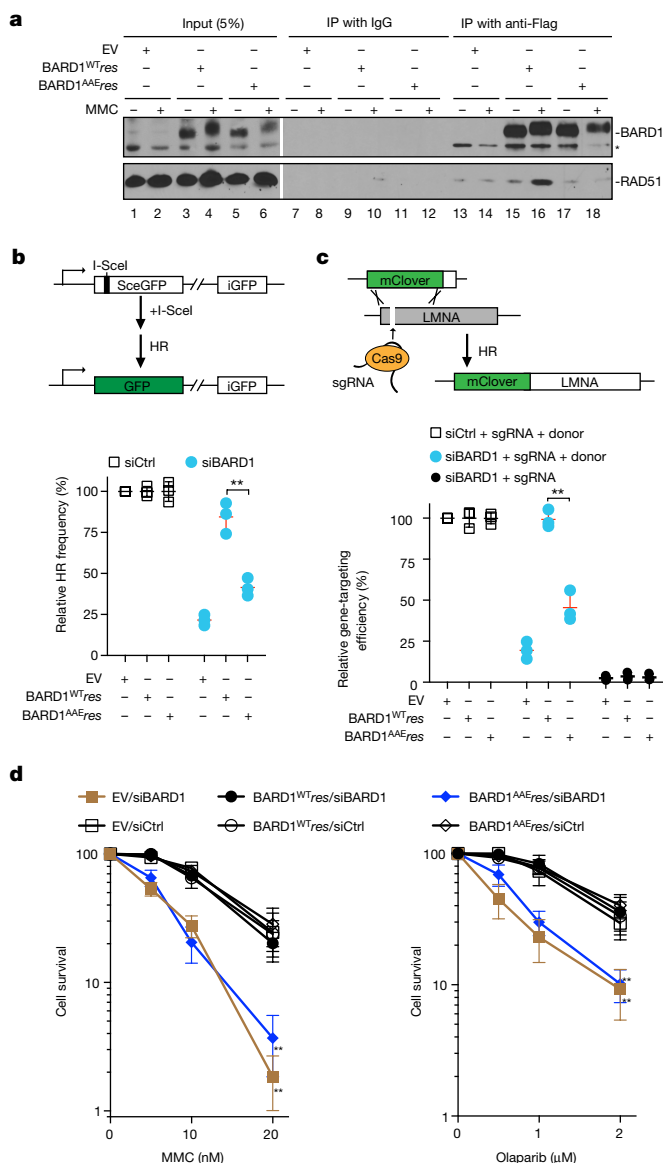 a
Input (5%) IP with IgG IP with anti-Flag
EV + – – + – – + – –
BARD1WTres – + – – + – – + –
BARD1AAEres – – + – – + – – +
MMC – + – + – + – + – + – + – + – + – +
-BARD1
*
-RAD51
1 2 3 4 5 6 7 8 9 10 11 12 13 14 15 16 17 18
b
I-SceI
SceGFP iGFP
+I-SceI
HR
GFP iGFP
siCtrl siBARD1
Relative HR frequency (%)
100
75
50
25
0
**
EV + – – + – –
BARD1WTres – + – – + –
BARD1AAEres – – + – – +
c
mClover
LMNA
Cas9
sgRNA
HR
mClover LMNA
siCtrl + sgRNA + donor
siBARD1 + sgRNA + donor
siBARD1 + sgRNA
Relative gene-targeting
efficiency (%)
100
50
25
0
**
EV + – – + – – + – –
BARD1WTres – + – – + – – + –
BARD1AAEres – – + – – + – – +
d
EV/siBARD1 BARD1WTres/siBARD1 BARD1AAEres/siBARD1
EV/siCtrl BARD1WTres/siCtrl BARD1AAEres/siCtrl
Cell survival
100
10
1
**
**
0 5 10 20
MMC (nM)
Cell survival
100
10
1
**
**
0 1 2
Olaparib (μM)